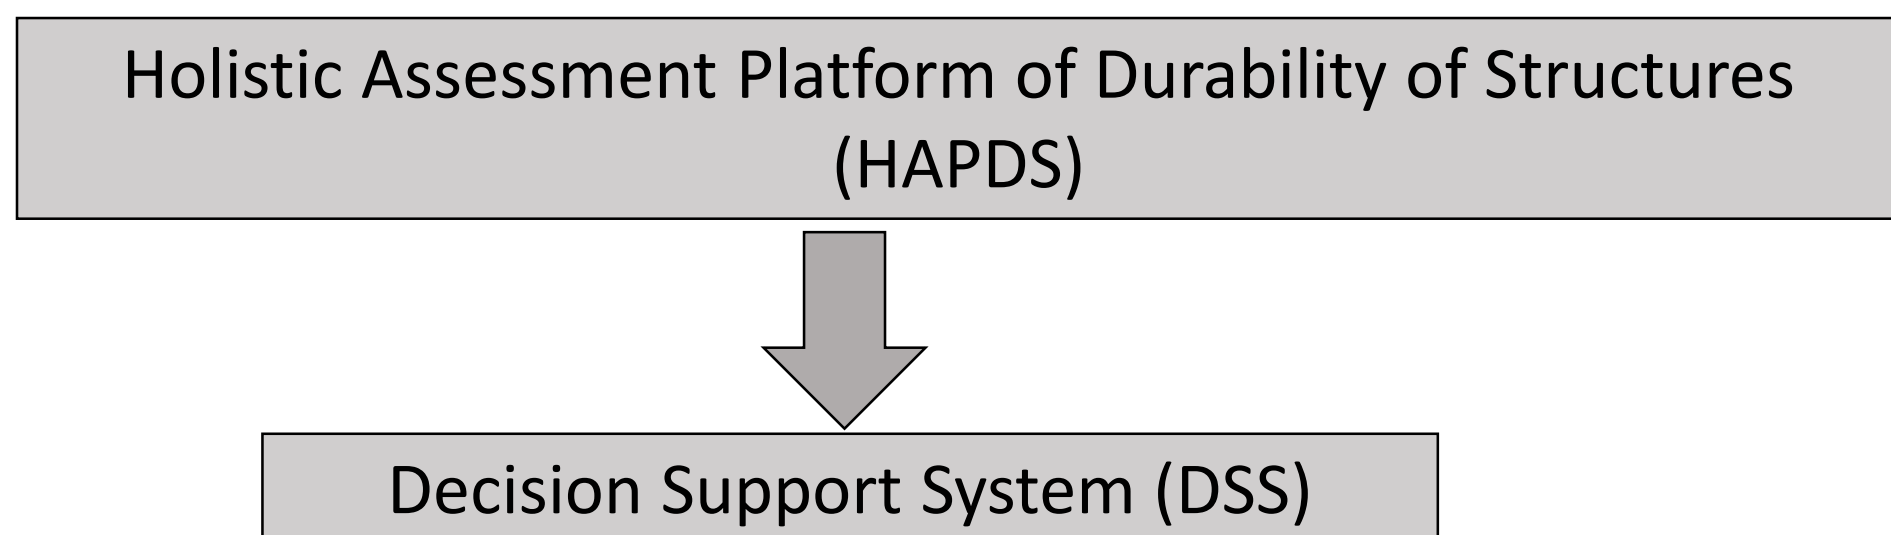 Holistic Assessment Platform of Durability of Structures
(HAPDS)
Decision Support System (DSS)